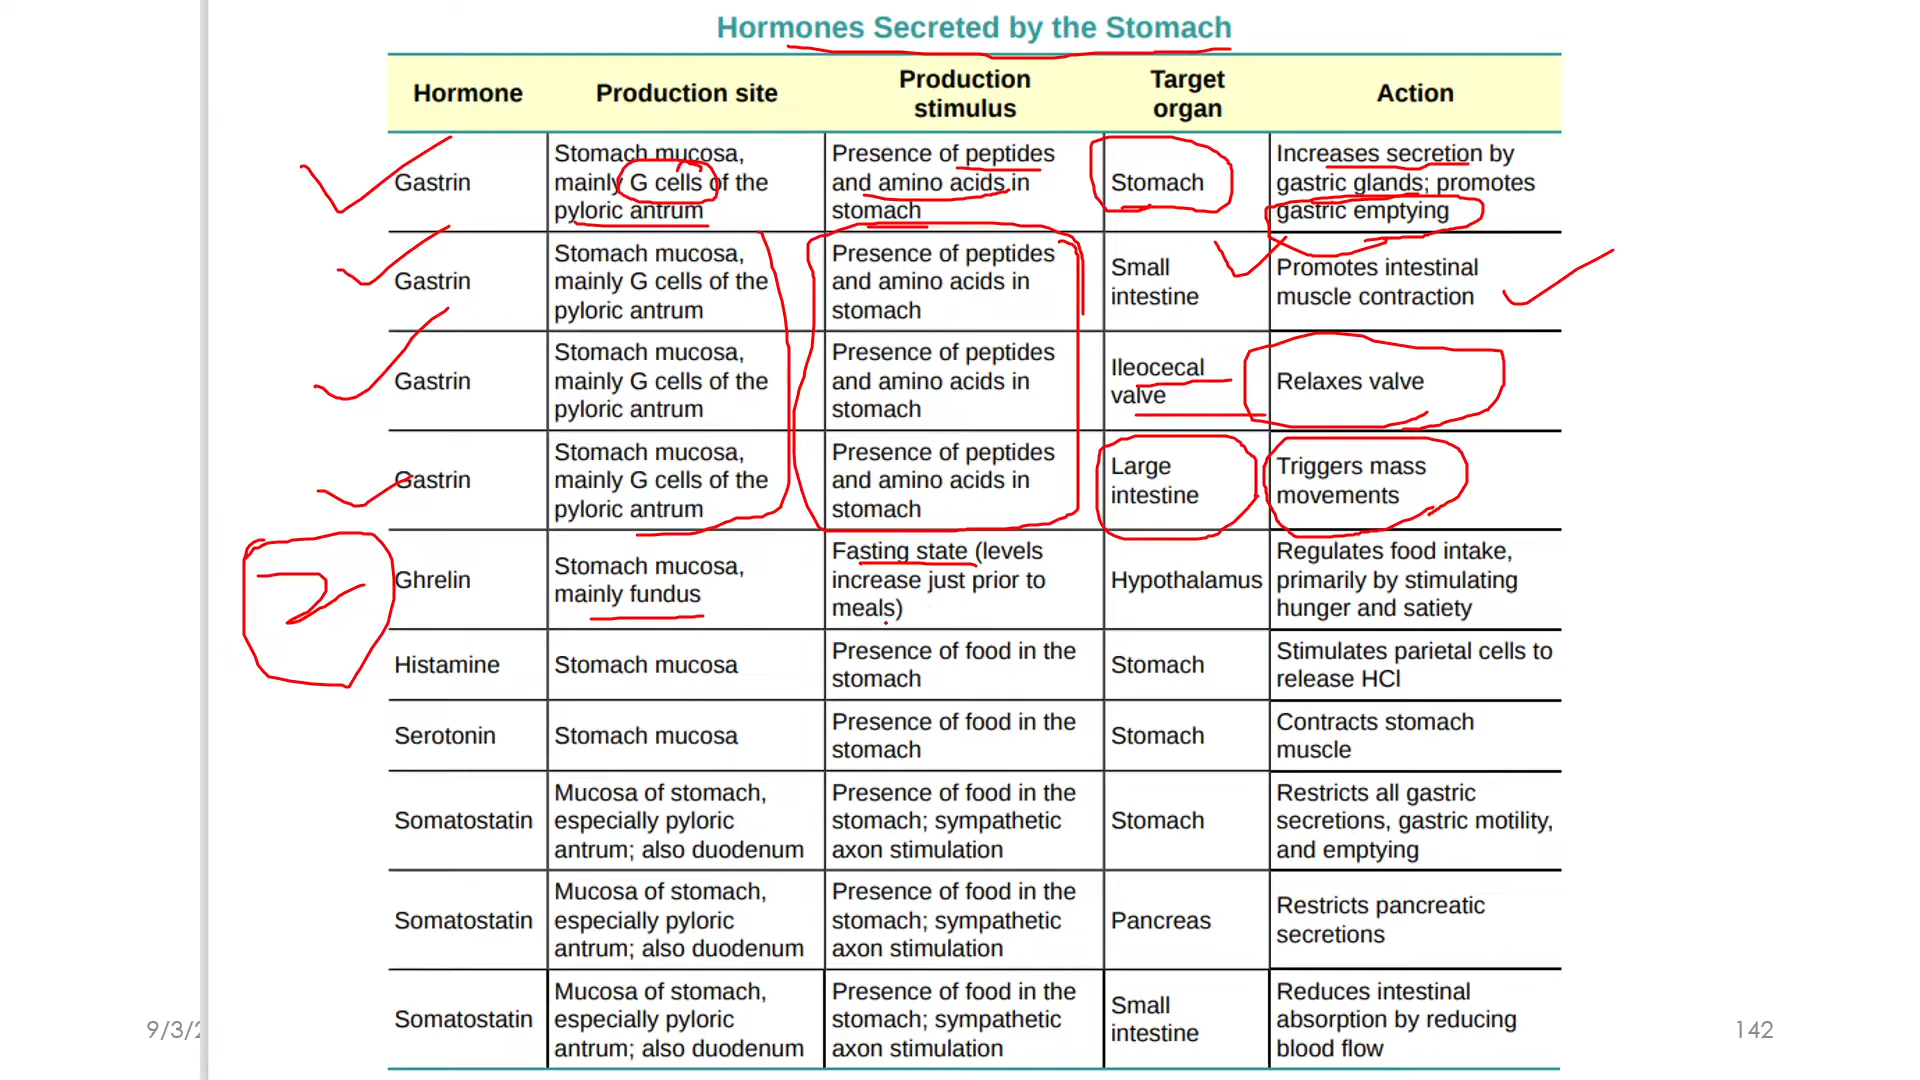 Hormones Secreted by the Stomach
Hormone
Production site
Production
stimulus
Target
organ
Action
Gastrin
Stomach mucosa,
mainly G cells of the
pyloric antrum
Presence of peptides
and amino acids in
stomach
Stomach
Increases secretion by
gastric glands; promotes
gastric emptying
Gastrin
Stomach mucosa,
mainly G cells of the
pyloric antrum
Presence of peptides
and amino acids in
stomach
Small
intestine
Promotes intestinal
muscle contraction
Gastrin
Stomach mucosa,
mainly G cells of the
pyloric antrum
Presence of peptides
and amino acids in
stomach
Ileocecal
valve
Relaxes valve
Gastrin
Stomach mucosa,
mainly G cells of the
pyloric antrum
Presence of peptides
and amino acids in
stomach
Large
intestine
Triggers mass
movements
Ghrelin
Stomach mucosa,
mainly fundus
Fasting state (levels
increase just prior to
meals)
Hypothalamus
Regulates food intake,
primarily by stimulating
hunger and satiety
Histamine
Stomach mucosa
Presence of food in the
stomach
Stomach
Stimulates parietal cells to
release HCl
Serotonin
Stomach mucosa
Presence of food in the
stomach
Stomach
Contracts stomach
muscle
Somatostatin
Mucosa of stomach,
especially pyloric
antrum; also duodenum
Presence of food in the
stomach; sympathetic
axon stimulation
Stomach
Restricts all gastric
secretions, gastric motility,
and emptying
Somatostatin
Mucosa of stomach,
especially pyloric
antrum; also duodenum
Presence of food in the
stomach; sympathetic
axon stimulation
Pancreas
Restricts pancreatic
secretions
Somatostatin
Mucosa of stomach,
especially pyloric
antrum; also duodenum
Presence of food in the
stomach; sympathetic
axon stimulation
Small
intestine
Reduces intestinal
absorption by reducing
blood flow
9/3/2
142